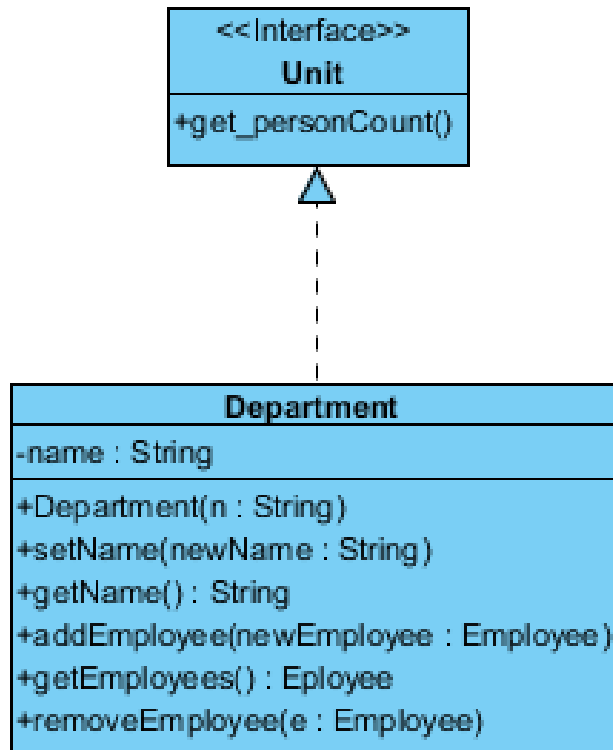 <<Interface>>
Unit
+get_personCount()
Department
-name : String
+Department(n : String)
+setName(newName : String)
+getName() : String
+addEmployee(newEmployee : Employee)
+getEmployees() : Eployee
+removeEmployee(e : Employee)